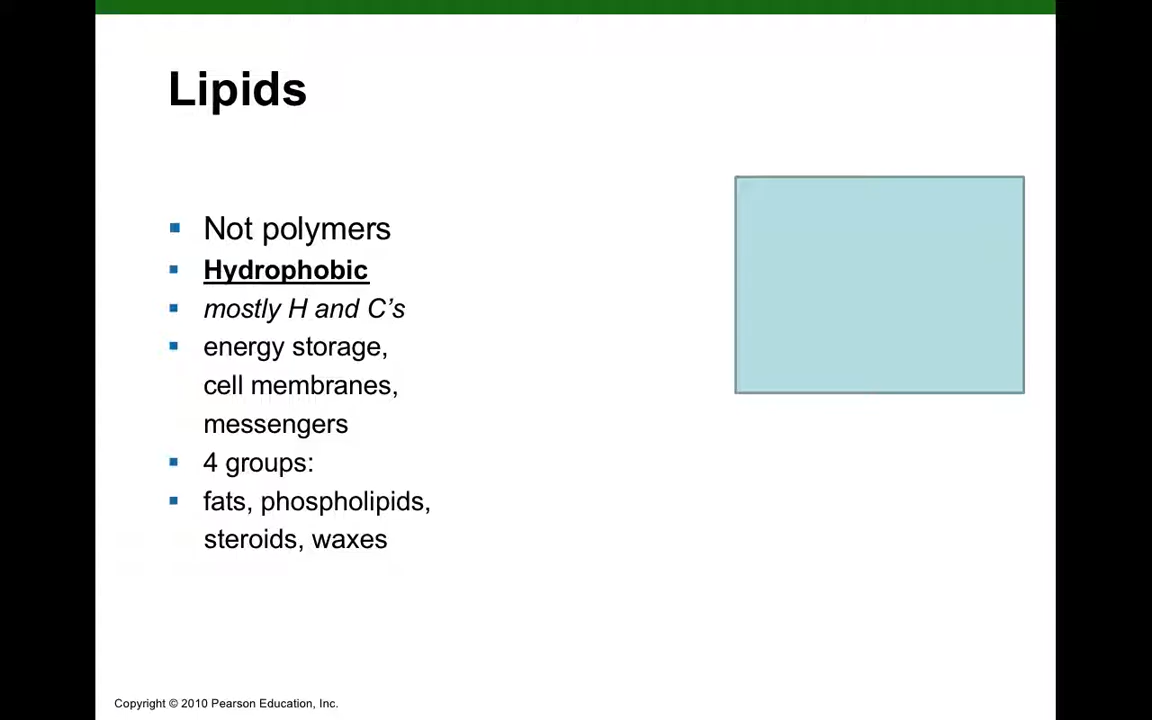 Lipids
Not polymers
Hydrophobic
mostly H and C’s
energy storage,
cell membranes,
messengers
4 groups:
fats, phospholipids,
steroids, waxes
Copyright © 2010 Pearson Education, Inc.